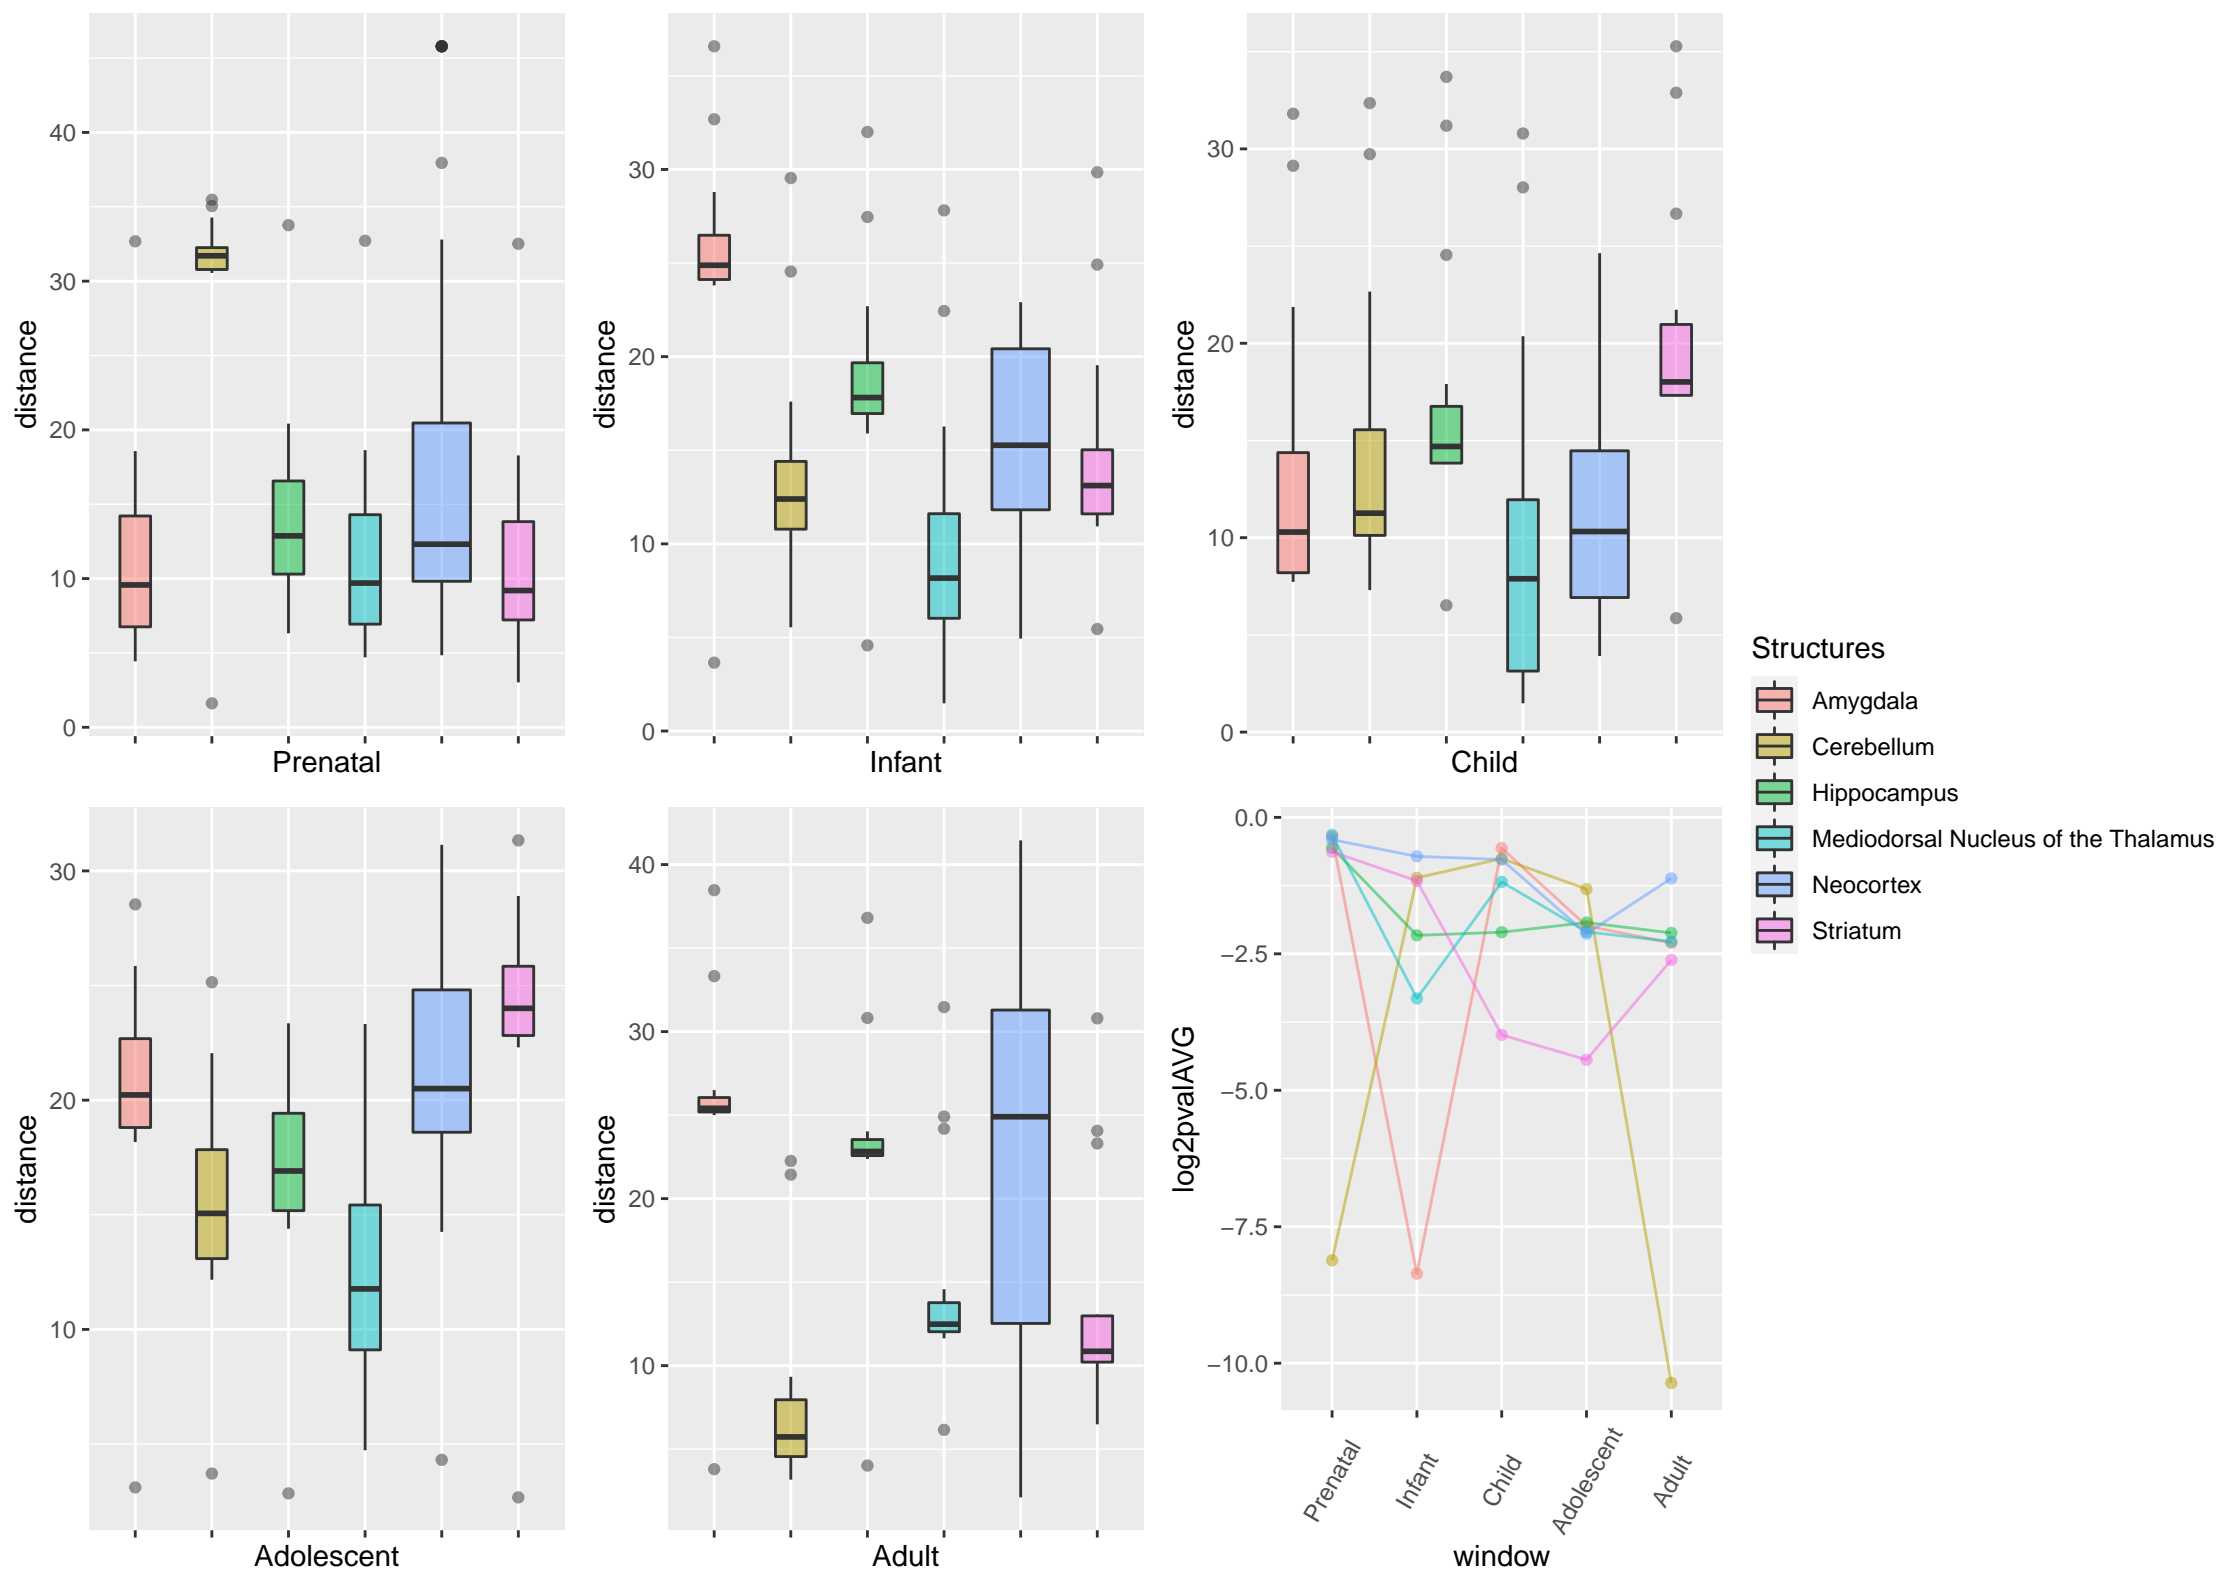 40
30
20
10
0
distance
Prenatal
30
20
10
0
distance
Infant
30
20
10
0
distance
Child
30
20
10
distance
Adolescent
40
30
20
10
distance
Adult
0.0
−2.5
−5.0
−7.5
−10.0
log2pvalAVG
Prenatal
Infant
Child
Adolescent
Adult
window
Structures
Amygdala
Cerebellum
Hippocampus
Mediodorsal Nucleus of the Thalamus
Neocortex
Striatum